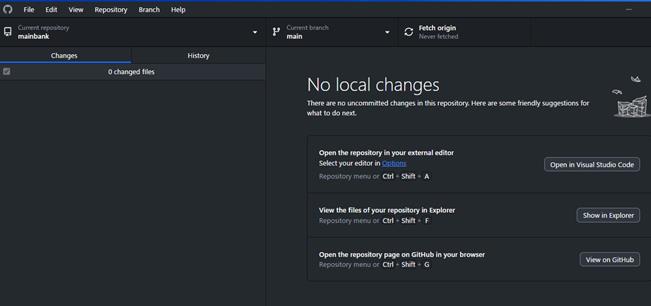 File Edit View Repository Branch Help
Current repository
mainbank
Current branch
main
Fetch origin
Never fetched
Changes
History
0 changed files
No local changes
There are no uncommitted changes in this repository. Here are some friendly suggestions for
what to do next.
Open the repository in your external editor
Select your editor in Options
Repository menu or Ctrl + Shift + A
Open in Visual Studio Code
View the files of your repository in Explorer
Repository menu or Ctrl + Shift + F
Show in Explorer
Open the repository page on GitHub in your browser
Repository menu or Ctrl + Shift + G
View on GitHub